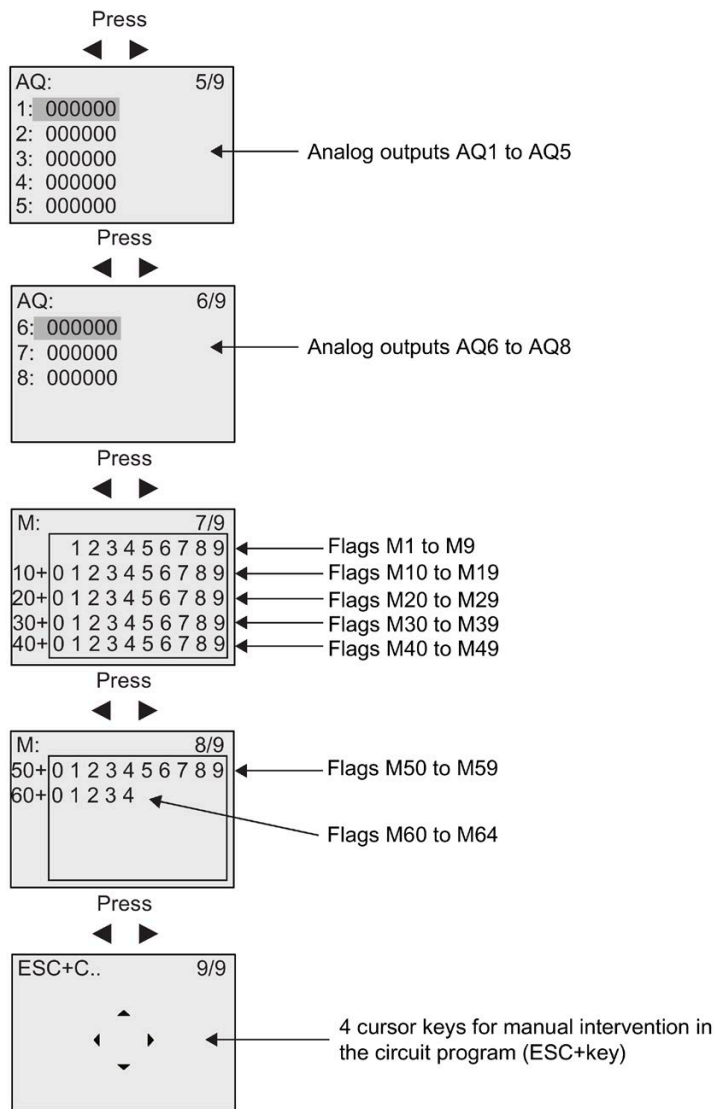 Press
AQ: 5/9
1: 000000
2: 000000
3: 000000
4: 000000
5: 000000
Analog outputs AQ1 to AQ5
Press
AQ: 6/9
6: 000000
7: 000000
8: 000000
Analog outputs AQ6 to AQ8
Press
M: 7/9
1 2 3 4 5 6 7 8 9 Flags M1 to M9
10+0 1 2 3 4 5 6 7 8 9 Flags M10 to M19
20+0 1 2 3 4 5 6 7 8 9 Flags M20 to M29
30+0 1 2 3 4 5 6 7 8 9 Flags M30 to M39
40+0 1 2 3 4 5 6 7 8 9 Flags M40 to M49
Press
M: 8/9
50+0 1 2 3 4 5 6 7 8 9 Flags M50 to M59
60+0 1 2 3 4
Flags M60 to M64
Press
ESC+C.. 9/9
4 cursor keys for manual intervention in
the circuit program (ESC+key)